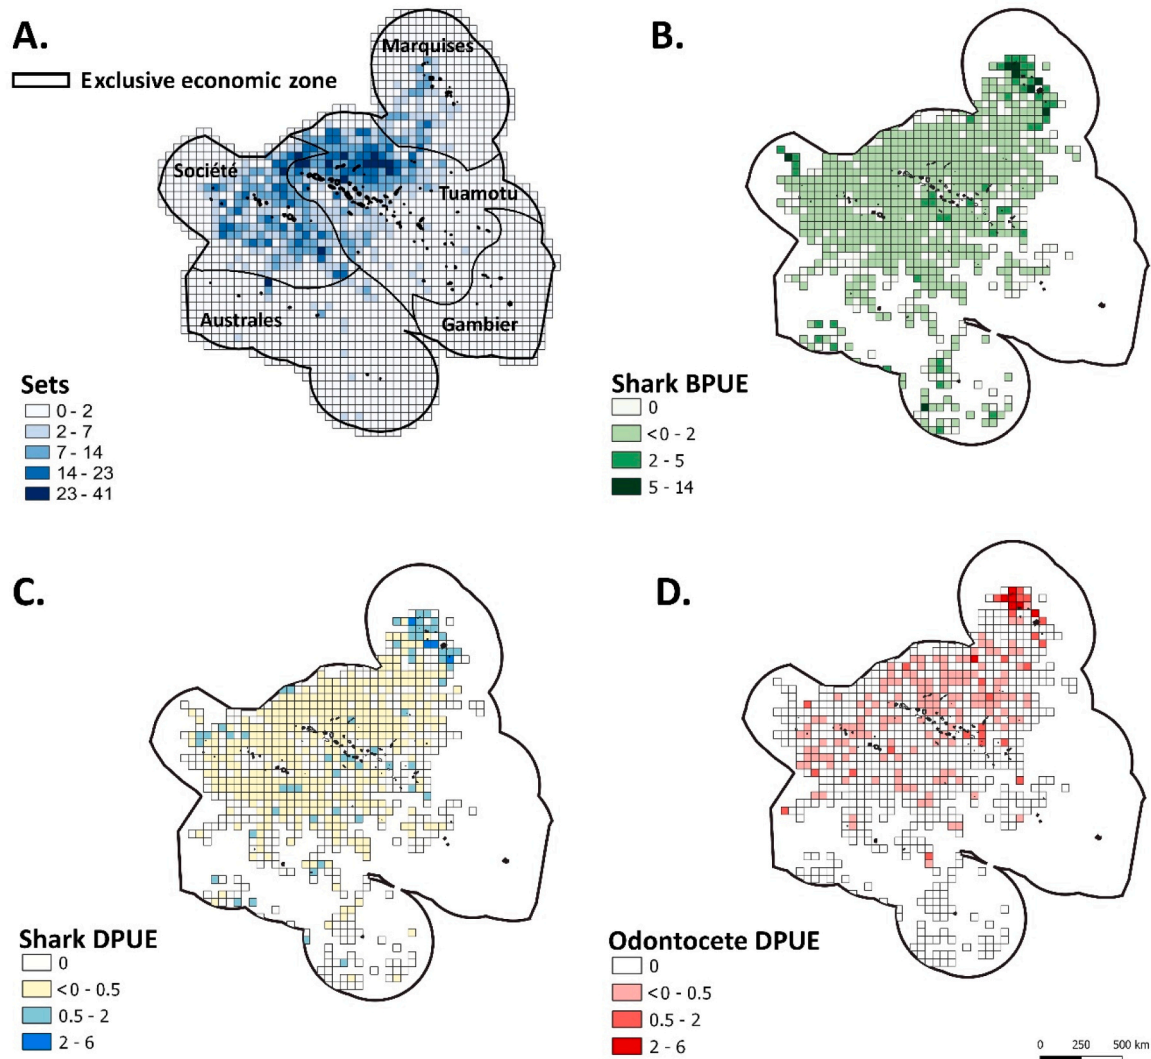 A.
Exclusive economic zone
Marquises
Société
Tuamotu
Australes
Gambier
Sets
0 - 2
2 - 7
7 - 14
14 - 23
23 - 41
B.
Shark BPUE
0
<0 - 2
2 - 5
5 - 14
C.
Shark DPUE
0
<0 - 0.5
0.5 - 2
2 - 6
D.
Odontocete DPUE
0
<0 - 0.5
0.5 - 2
2 - 6
0 250 500 km